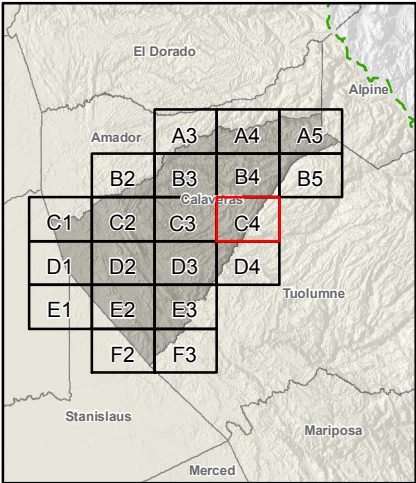 El Dorado
Alpine
Amador
A3 A4 A5
B2 B3 B4 B5
Calaveras
C1 C2 C3 C4
D1 D2 D3 D4
Tuolumne
E1 E2 E3
F2 F3
Stanislaus
Mariposa
Merced